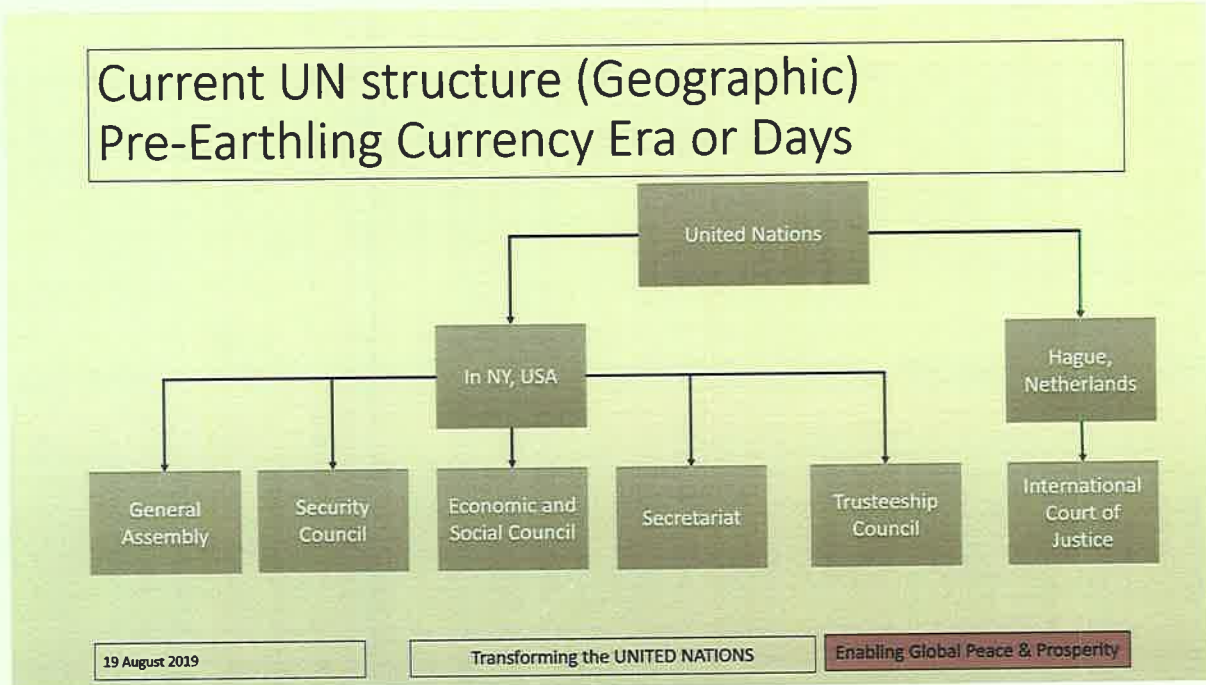 Current UN structure (Geographic)
Pre-Earthling Currency Era or Days
United Nations
In NY, USA
Hague,
Netherlands
General
Assembly
Security
Council
Economic and
Social Council
Secretariat
Trusteeship
Council
International
Court of
Justice
19 August 2019
Transforming the UNITED NATIONS
Enabling Global Peace & Prosperity